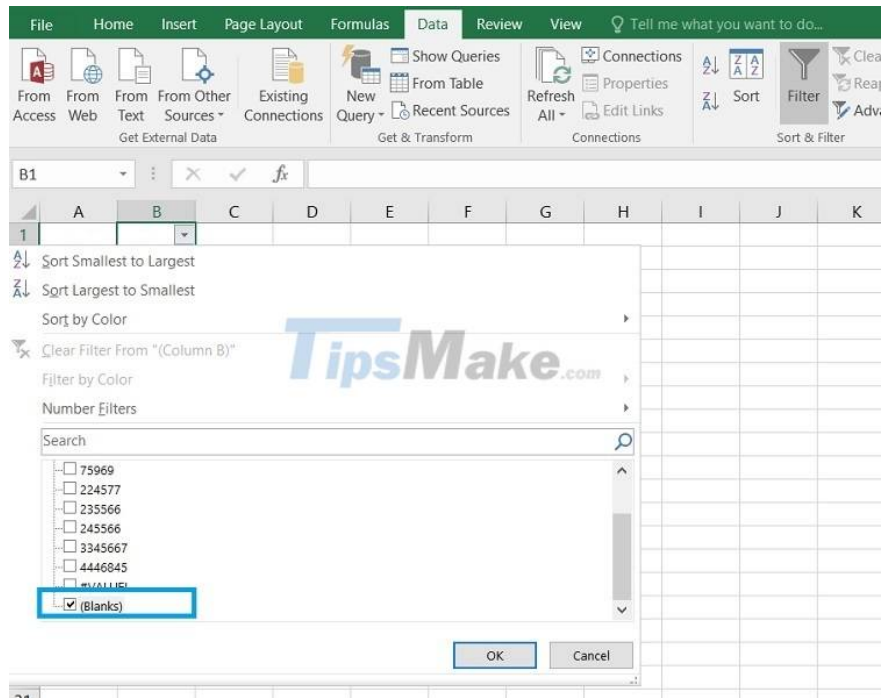 File Home Insert Page Layout Formulas Data Review View Tell me what you want to do...
From Access
From Web
From Text
From Other Sources
Existing Connections
New Query
Show Queries
From Table
Recent Sources
Refresh All
Connections
Properties
Edit Links
Sort
Filter
Get External Data
Get & Transform
Connections
Sort & Filter
B1 fx
A B C D E F G H I J K
1
Sort Smallest to Largest
Sort Largest to Smallest
Sort by Color
Clear Filter From "(Column B)"
Filter by Color
Number Filters
TipsMake.com
Search
75969
224577
235566
245566
3345667
4446845
#VALUE!
(Blanks)
OK Cancel